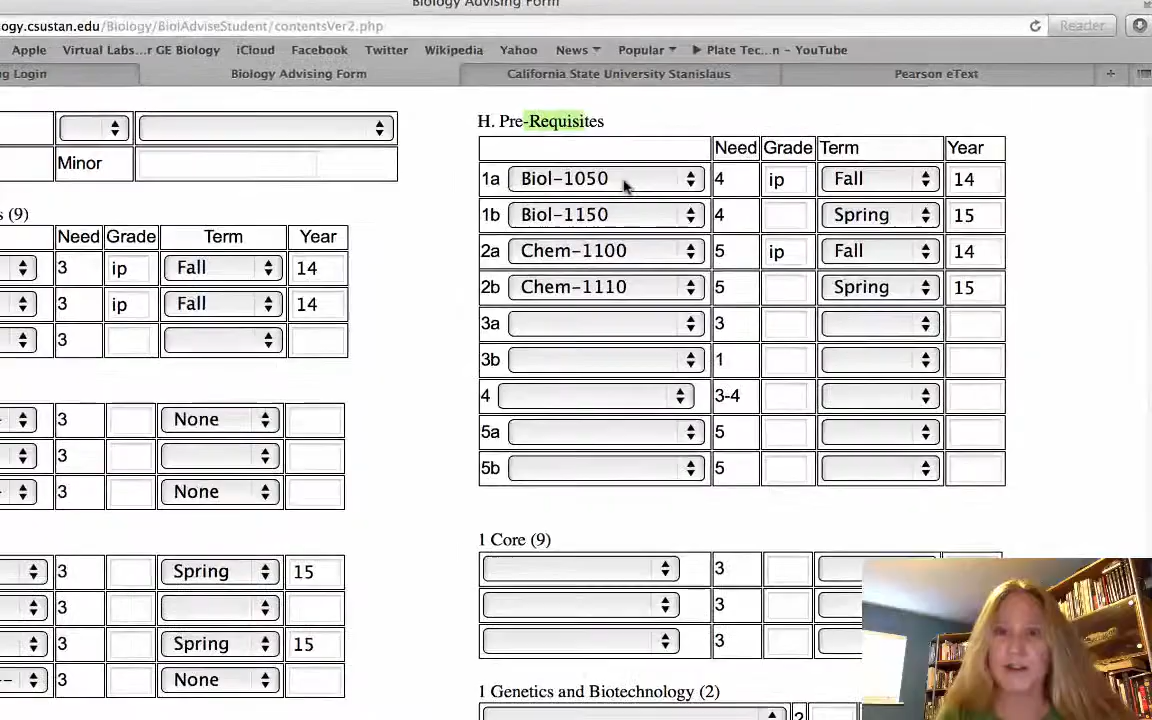 Biology Advising Form
ogy.csustan.edu/Biology/BiolAdviseStudent/contentsVer2.php
Reader
Apple Virtual Labs...r GE Biology iCloud Facebook Twitter Wikipedia Yahoo News Popular Plate Tec...n - YouTube
ng Login Biology Advising Form California State University Stanislaus Pearson eText +
Minor
H. Pre-Requisites
Need Grade Term Year
1a Biol-1050 4 ip Fall 14
1b Biol-1150 4 Spring 15
2a Chem-1100 5 ip Fall 14
2b Chem-1110 5 Spring 15
3a 3
3b 1
4 3-4
5a 5
5b 5
s (9)
Need Grade Term Year
3 ip Fall 14
3 ip Fall 14
3
3 None
3
3 None
3 Spring 15
3
3 Spring 15
3 None
1 Core (9)
3
3
3
1 Genetics and Biotechnology (2)
2